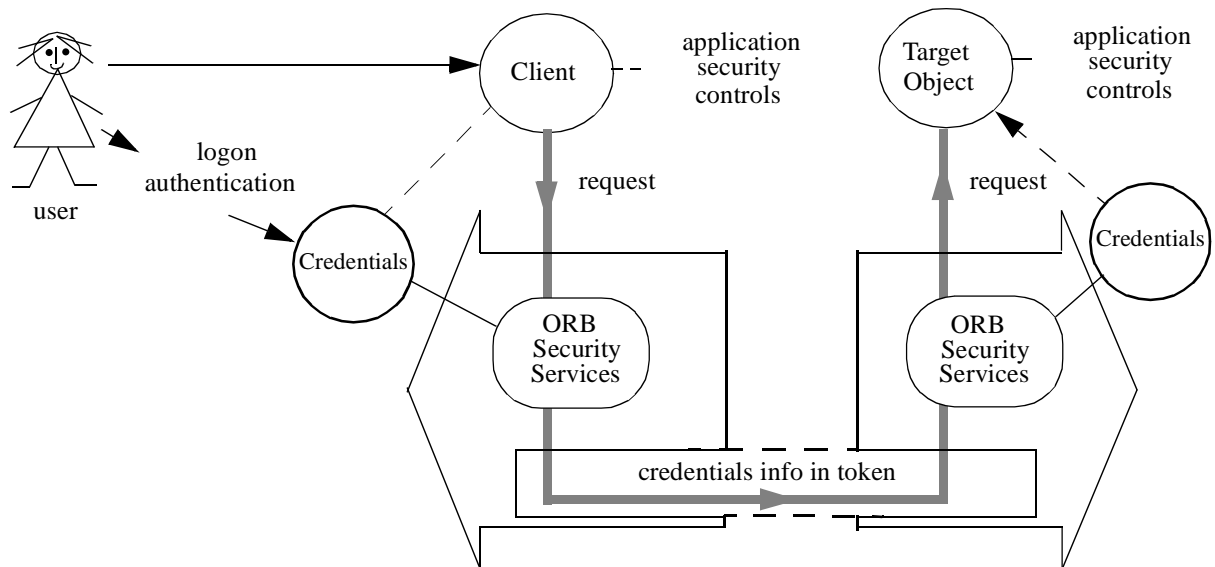 Client
application
security
controls
Target
Object
application
security
controls
logon
authentication
request
request
user
Credentials
Credentials
ORB
Security
Services
ORB
Security
Services
credentials info in token